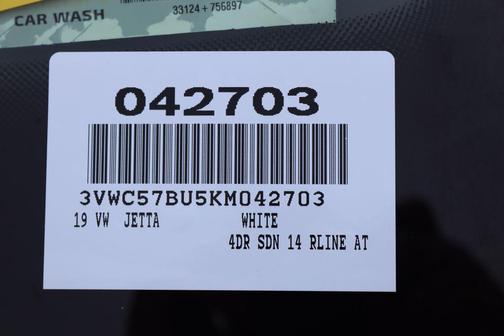 CAR WASH
33124+756897
042703
3VWC57BU5KM042703
19 VW JETTA WHITE
4DR SDN 14 RLINE AT